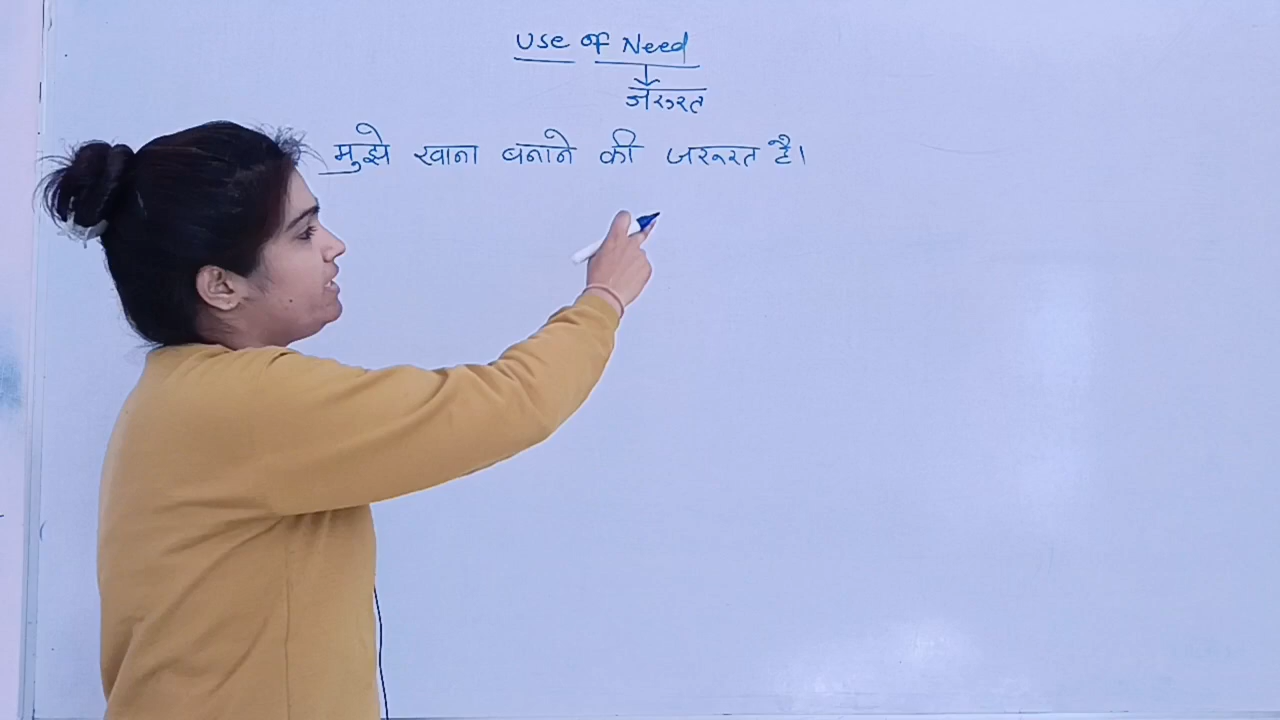 Use of Need
जरुरत
मुझे खाना बनाने की जरूरत है।